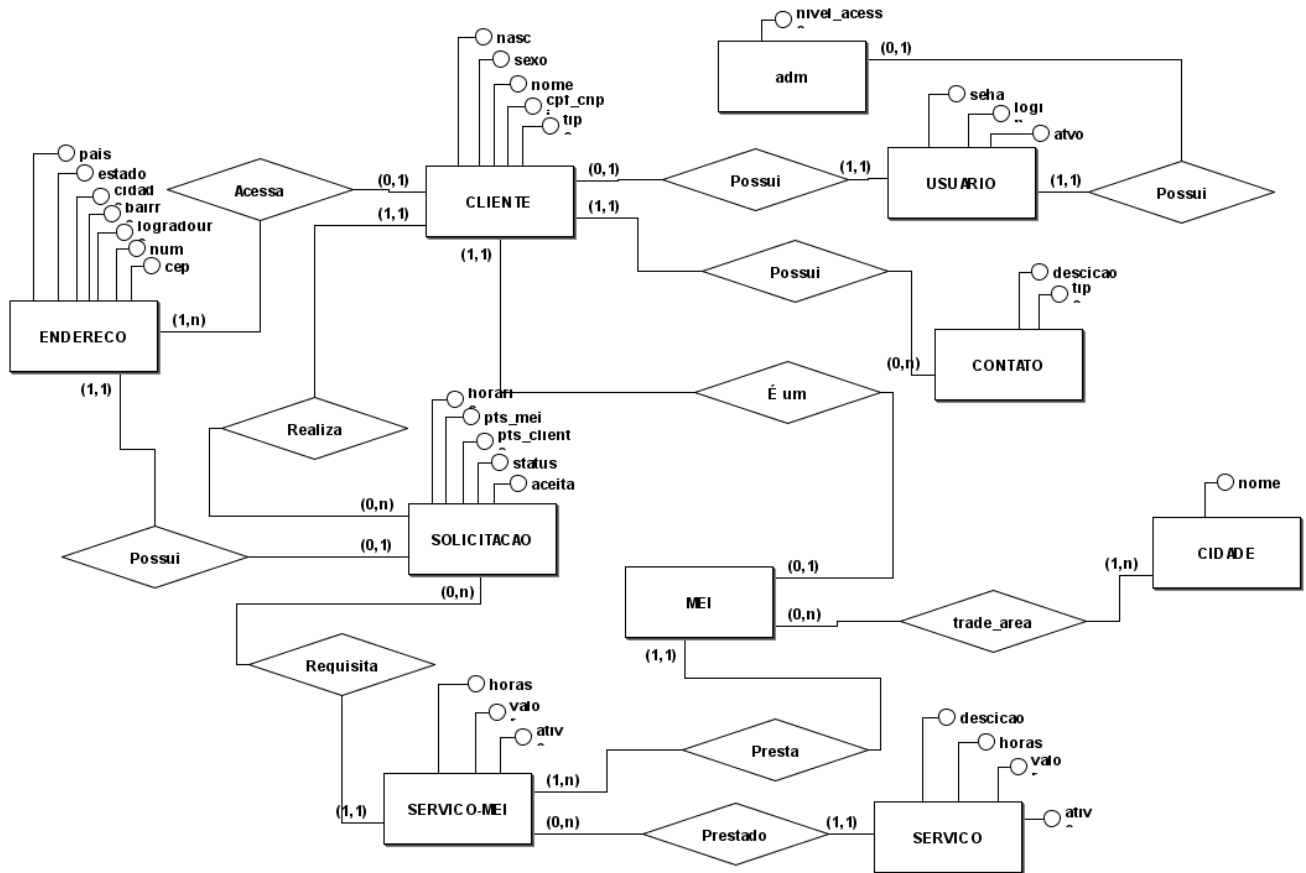 nivel_acess
nasc
(0,1)
sexo
adm
nome
seha
cpf_cnp
logi
tip
atvo
pais
estado
(0,1)
(0,1)
(1,1)
cidad
Acessa
CLIENTE
Possui
USUARIO
(1,1)
Possui
bairr
(1,1)
(1,1)
logradour
num
(1,1)
cep
Possui
descicao
tip
(1,n)
ENDERECO
(0,n)
CONTATO
(1,1)
É um
horari
pts_mei
Realiza
pts_client
status
aceita
nome
(0,n)
SOLICITACAO
CIDADE
Possui
(0,1)
(1,n)
(0,1)
(0,n)
MEI
(0,n)
trade_area
(1,1)
Requisita
horas
valo
descicao
ativ
horas
Presta
valo
(1,n)
(1,1)
SERVICO-MEI
ativ
(0,n)
Prestado
(1,1)
SERVICO